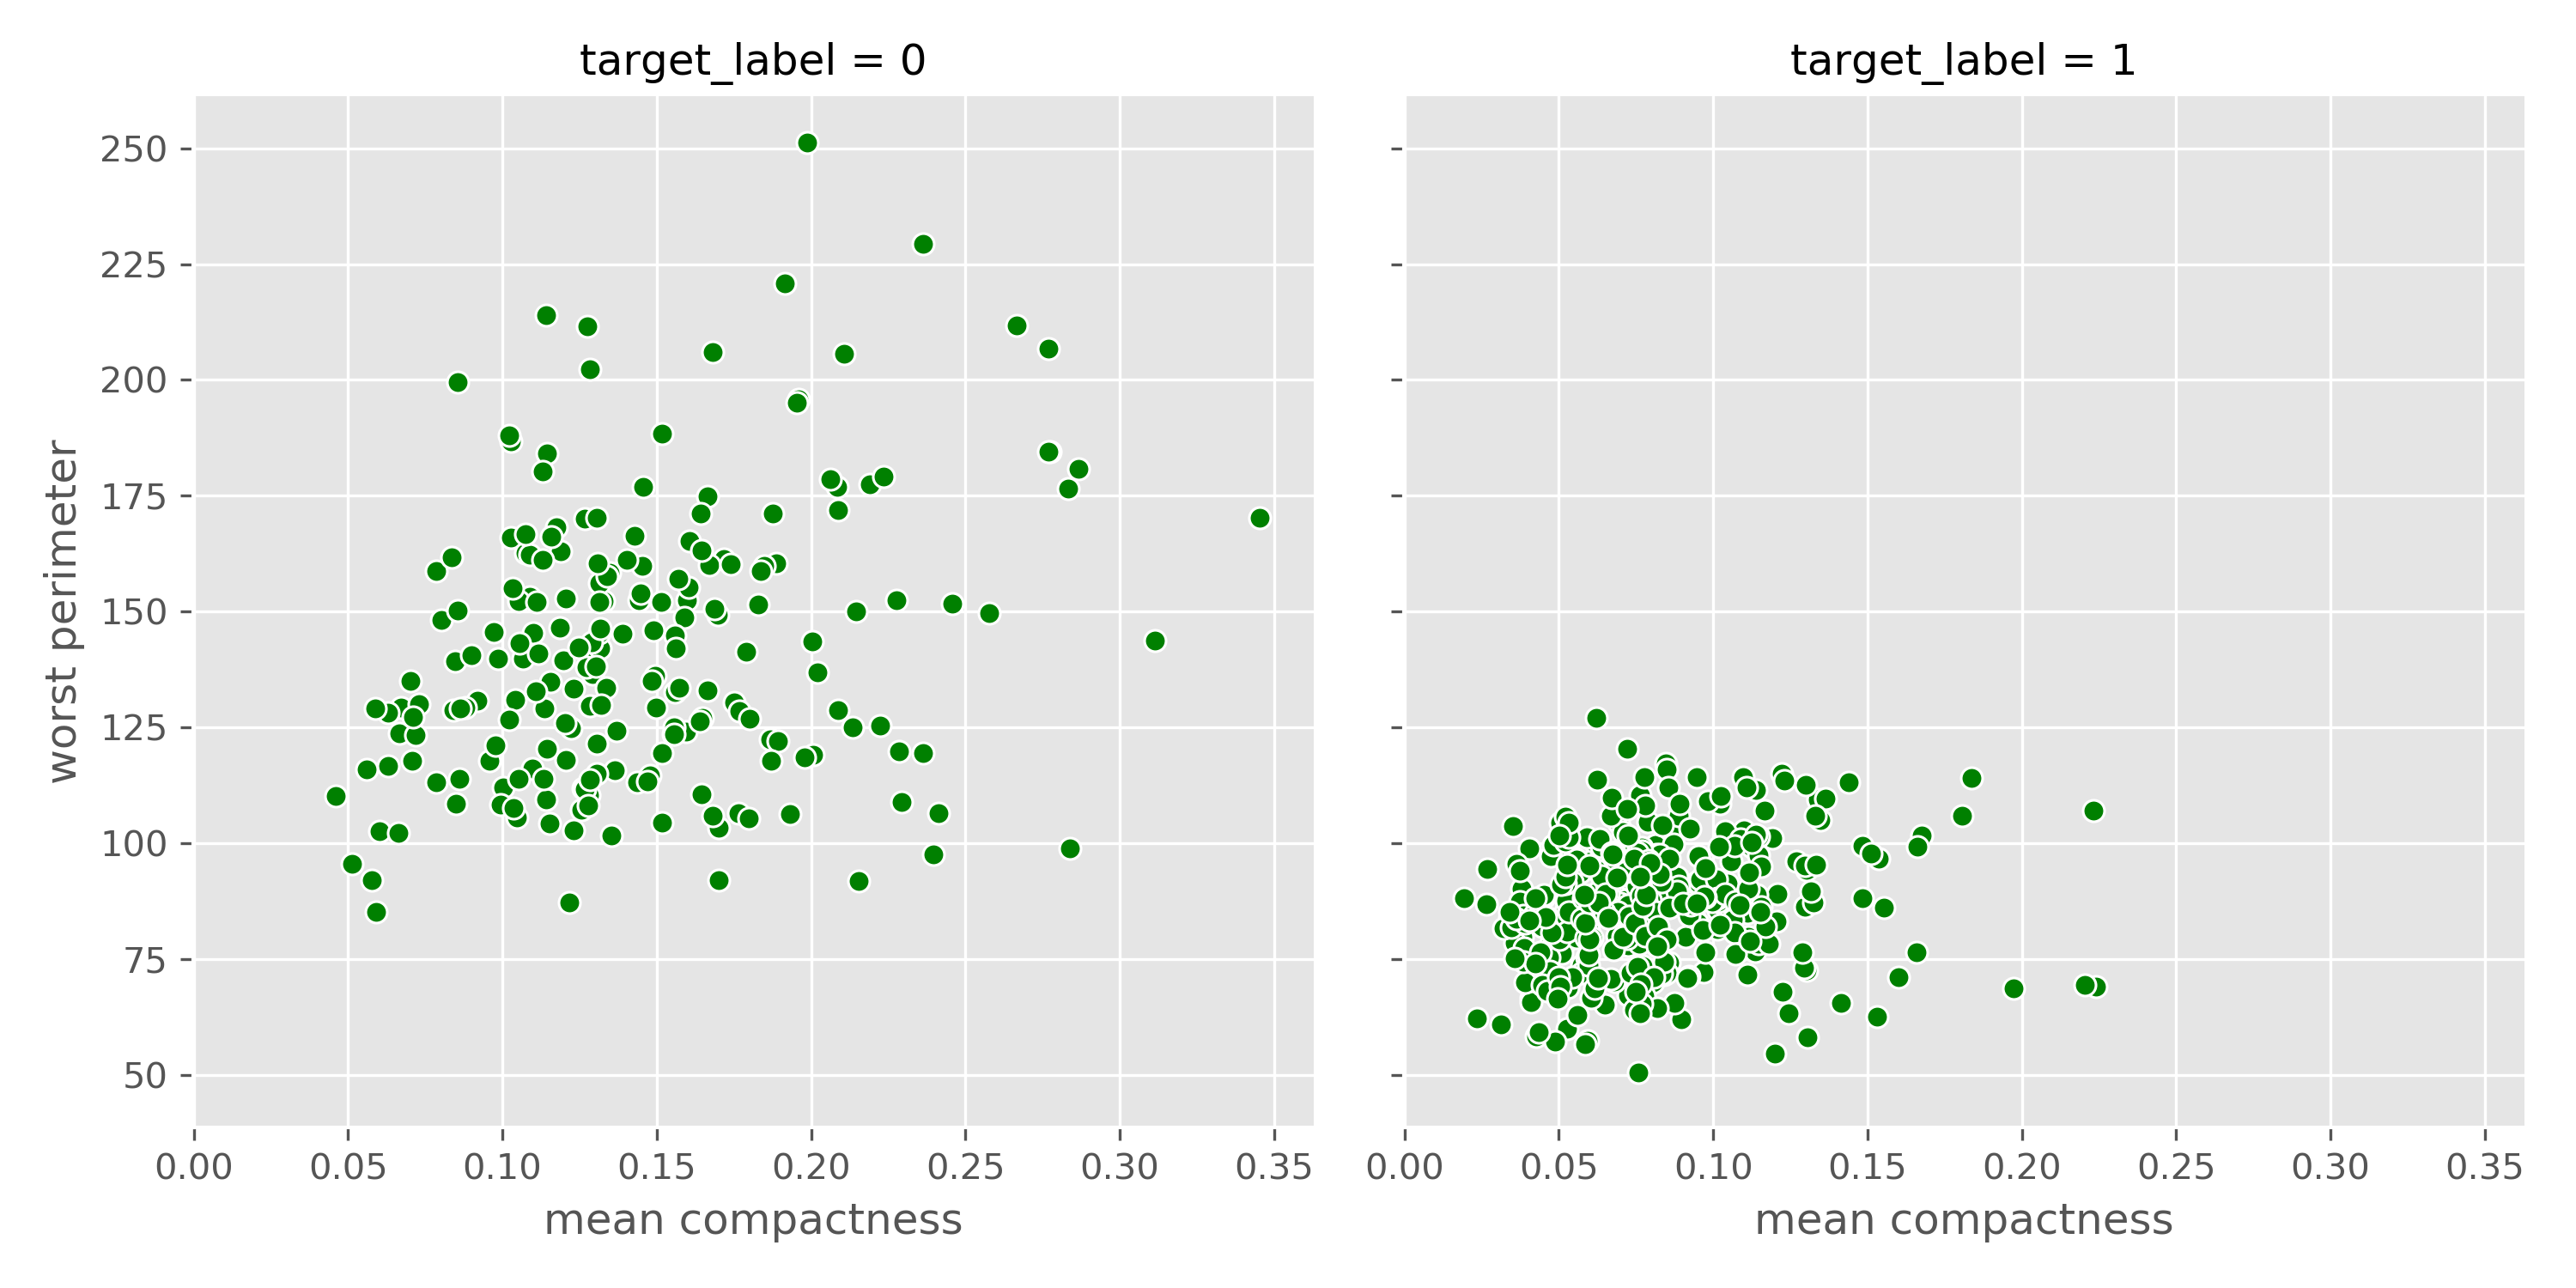 target_label = 0
target_label = 1
worst perimeter
250
225
200
175
150
125
100
75
50
0.00 0.05 0.10 0.15 0.20 0.25 0.30 0.35
0.00 0.05 0.10 0.15 0.20 0.25 0.30 0.35
mean compactness
mean compactness